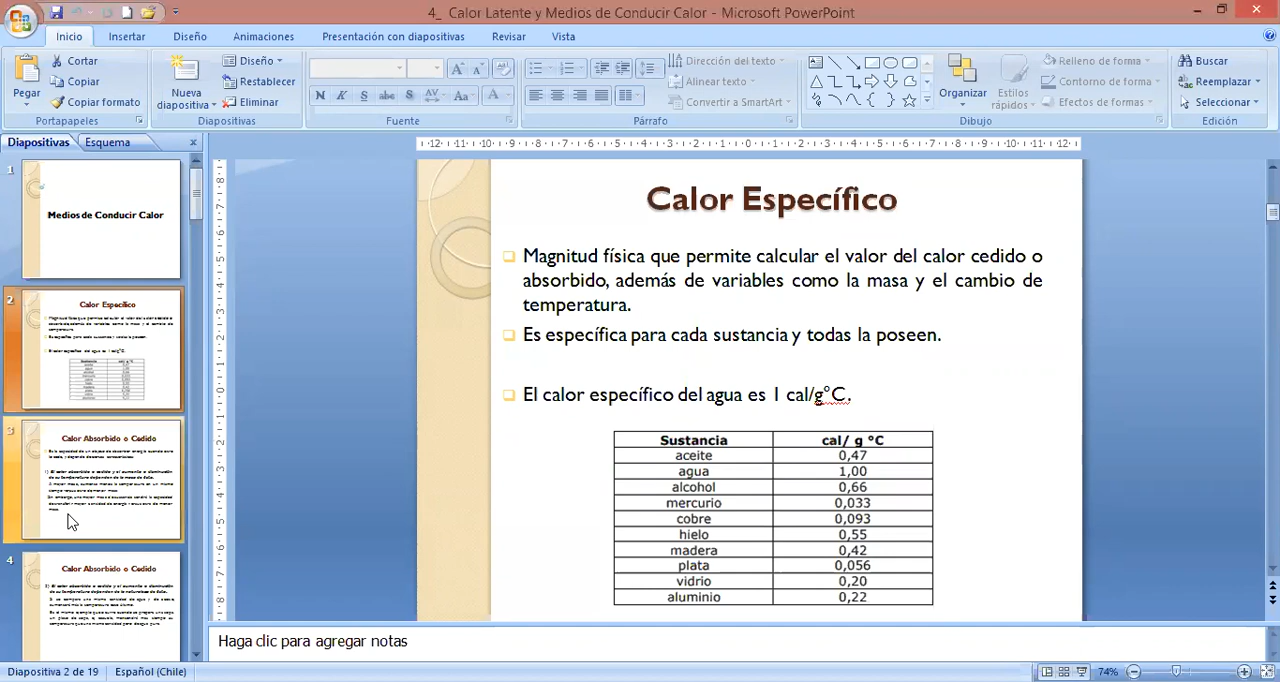 4_ Calor Latente y Medios de Conducir Calor - Microsoft PowerPoint
Inicio Insertar Diseño Animaciones Presentación con diapositivas Revisar Vista
Pegar
Cortar
Copiar
Copiar formato
Portapapeles
Nueva diapositiva
Diseño
Restablecer
Eliminar
Diapositivas
N K S abc S AV Aa A
Fuente
Dirección del texto
Alinear texto
Convertir a SmartArt
Párrafo
Organizar
Estilos rápidos
Relleno de forma
Contorno de forma
Efectos de formas
Dibujo
Buscar
Reemplazar
Seleccionar
Edición
Diapositivas Esquema
1
Medios de Conducir Calor
2
Calor Específico
3
Calor Absorbido o Cedido
4
Calor Absorbido o Cedido
Calor Específico
Magnitud física que permite calcular el valor del calor cedido o
absorbido, además de variables como la masa y el cambio de
temperatura.
Es específica para cada sustancia y todas la poseen.
El calor específico del agua es 1 cal/g°C.
Sustancia cal/ g °C
aceite 0,47
agua 1,00
alcohol 0,66
mercurio 0,033
cobre 0,093
hielo 0,55
madera 0,42
plata 0,056
vidrio 0,20
aluminio 0,22
Haga clic para agregar notas
Diapositiva 2 de 19 Español (Chile) 74%